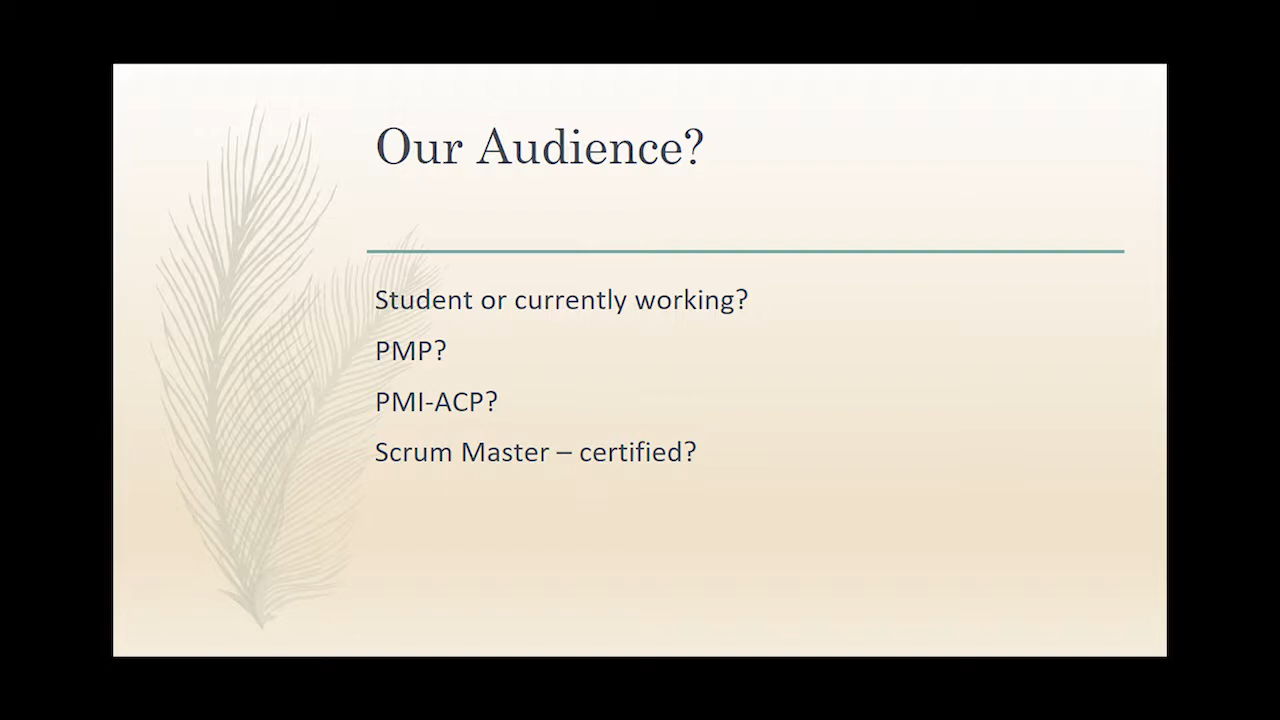 Our Audience?
Student or currently working?
PMP?
PMI-ACP?
Scrum Master – certified?